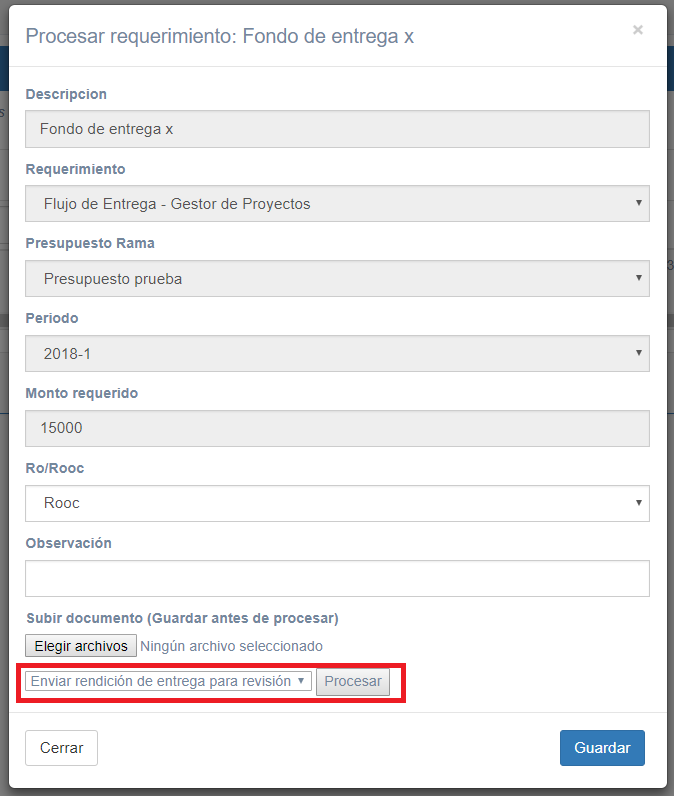 Procesar requerimiento: Fondo de entrega x
×
Descripcion
Fondo de entrega x
Requerimiento
Flujo de Entrega - Gestor de Proyectos
Presupuesto Rama
Presupuesto prueba
Periodo
2018-1
Monto requerido
15000
Ro/Rooc
Rooc
Observación
Subir documento (Guardar antes de procesar)
Elegir archivos Ningún archivo seleccionado
Enviar rendición de entrega para revisión Procesar
Cerrar Guardar